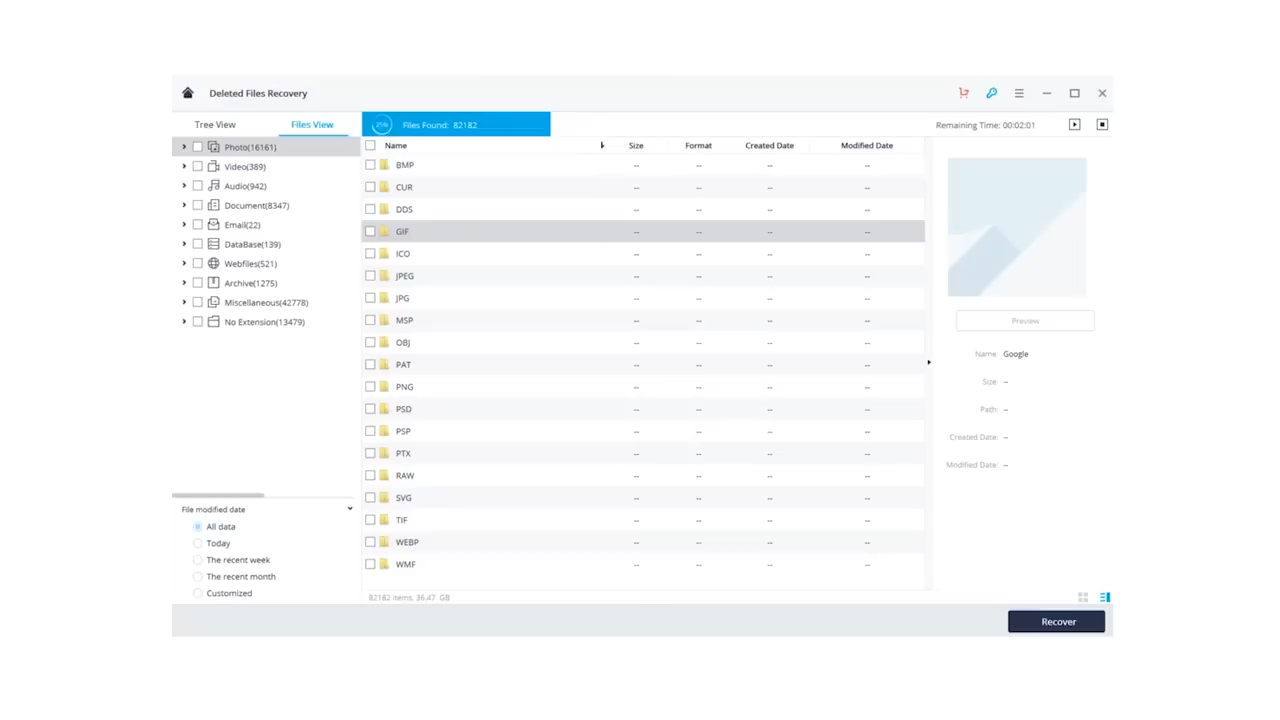 Deleted Files Recovery
Tree View Files View 25% Files Found: 82182 Remaining Time: 00:02:01
Name Size Format Created Date Modified Date
Photo(16161)
Video(389)
Audio(942)
Document(8347)
Email(22)
DataBase(139)
Webfiles(521)
Archive(1275)
Miscellaneous(42778)
No Extension(13479)
File modified date
All data
Today
The recent week
The recent month
Customized
BMP -- -- -- --
CUR -- -- -- --
DDS -- -- -- --
GIF -- -- -- --
ICO -- -- -- --
JPEG -- -- -- --
JPG -- -- -- --
MSP -- -- -- --
OBJ -- -- -- --
PAT -- -- -- --
PNG -- -- -- --
PSD -- -- -- --
PSP -- -- -- --
PTX -- -- -- --
RAW -- -- -- --
SVG -- -- -- --
TIF -- -- -- --
WEBP -- -- -- --
WMF -- -- -- --
82182 items, 36.47 GB
Preview
Name: Google
Size: --
Path: --
Created Date: --
Modified Date: --
Recover